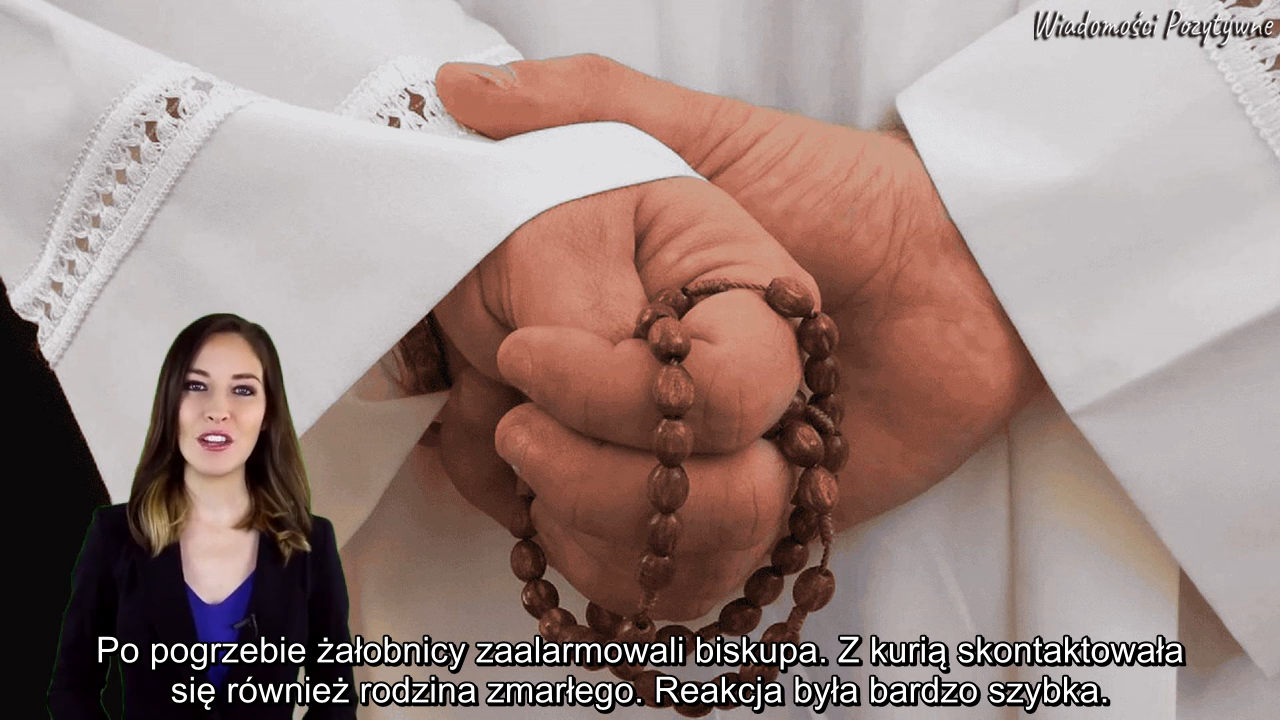 Wiadomości Pozytywne
Po pogrzebie żałobnicy zaalarmowali biskupa. Z kurią skontaktowała
się również rodzina zmarłego. Reakcja była bardzo szybka.